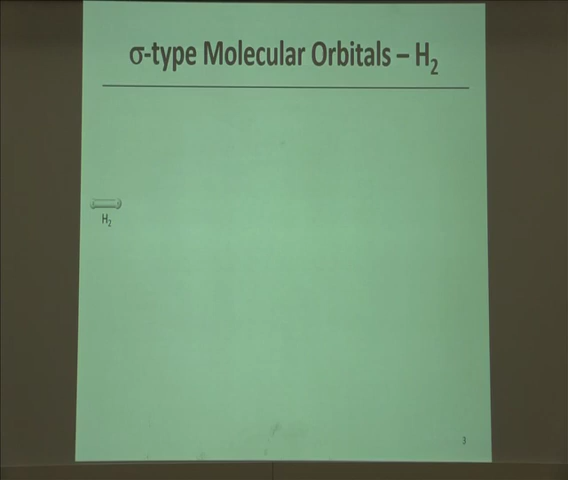 σ-type Molecular Orbitals – H₂
H₂
3